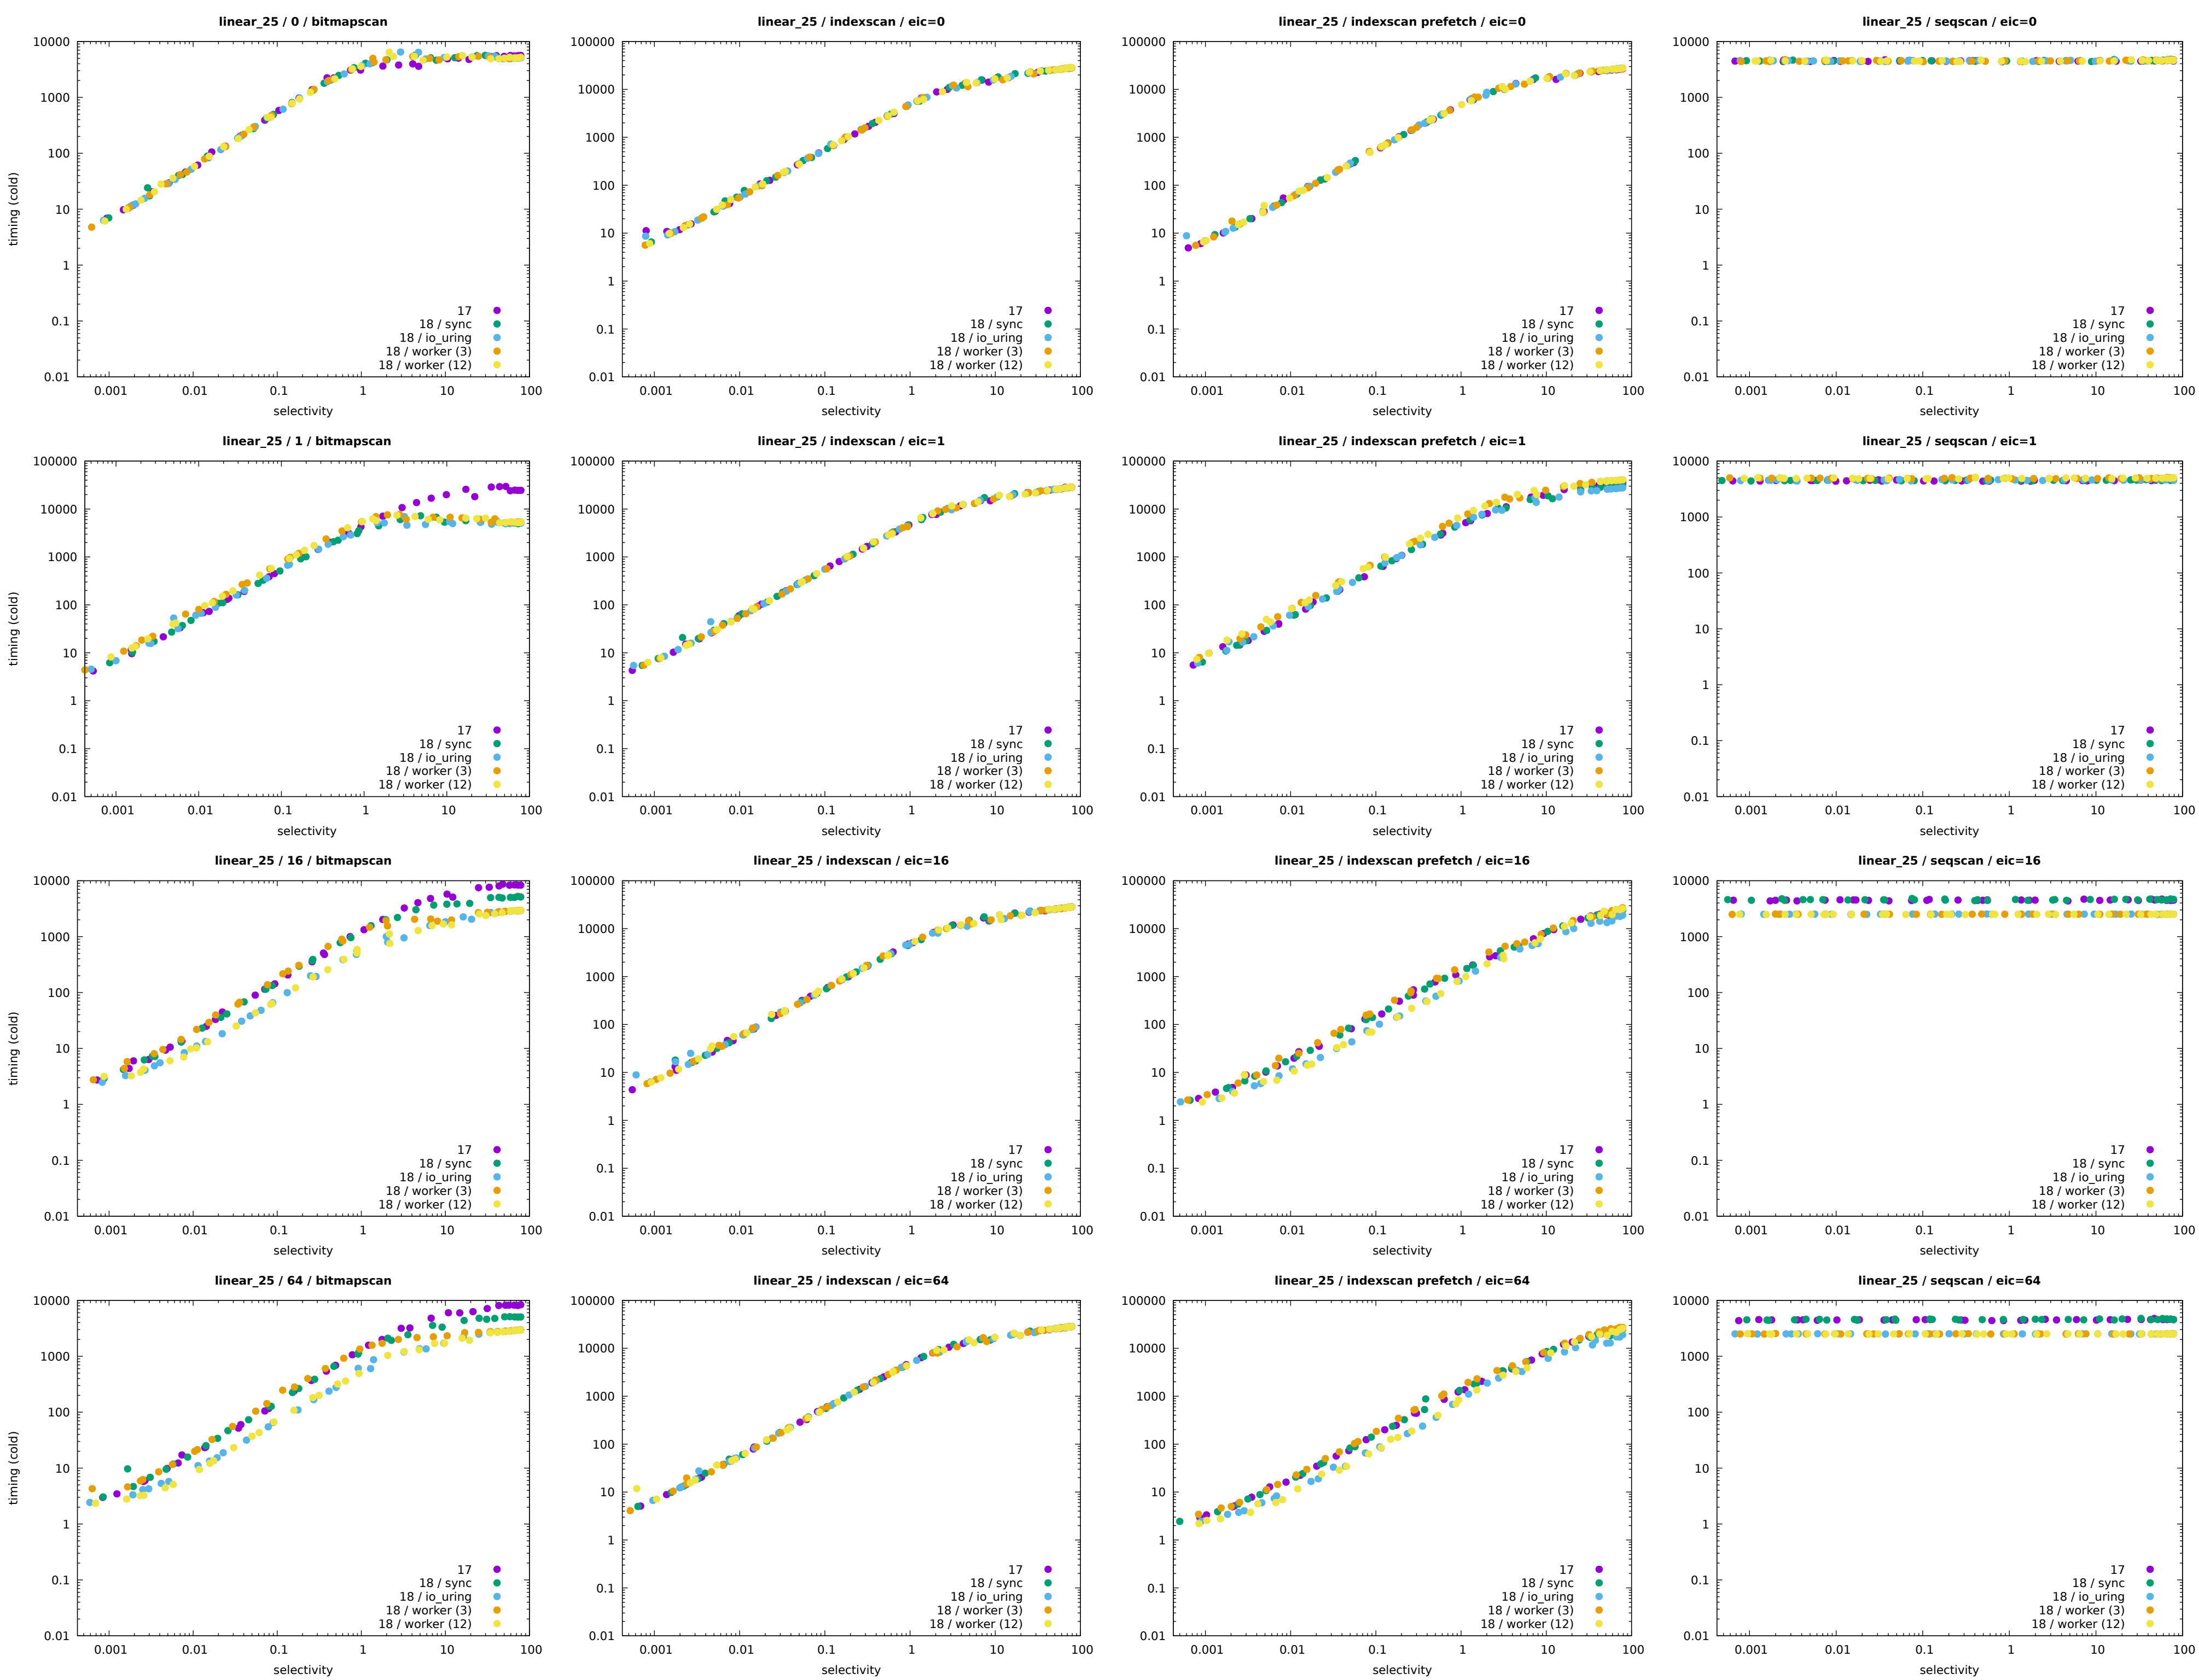 linear_25 / 0 / bitmapscan
timing (cold)
10000
1000
100
10
1
0.1
0.01
17
18 / sync
18 / io_uring
18 / worker (3)
18 / worker (12)
0.001 0.01 0.1 1 10 100
selectivity
linear_25 / indexscan / eic=0
100000
10000
1000
100
10
1
0.1
0.01
17
18 / sync
18 / io_uring
18 / worker (3)
18 / worker (12)
0.001 0.01 0.1 1 10 100
selectivity
linear_25 / indexscan prefetch / eic=0
100000
10000
1000
100
10
1
0.1
0.01
17
18 / sync
18 / io_uring
18 / worker (3)
18 / worker (12)
0.001 0.01 0.1 1 10 100
selectivity
linear_25 / seqscan / eic=0
10000
1000
100
10
1
0.1
0.01
17
18 / sync
18 / io_uring
18 / worker (3)
18 / worker (12)
0.001 0.01 0.1 1 10 100
selectivity
linear_25 / 1 / bitmapscan
timing (cold)
100000
10000
1000
100
10
1
0.1
0.01
17
18 / sync
18 / io_uring
18 / worker (3)
18 / worker (12)
0.001 0.01 0.1 1 10 100
selectivity
linear_25 / indexscan / eic=1
100000
10000
1000
100
10
1
0.1
0.01
17
18 / sync
18 / io_uring
18 / worker (3)
18 / worker (12)
0.001 0.01 0.1 1 10 100
selectivity
linear_25 / indexscan prefetch / eic=1
100000
10000
1000
100
10
1
0.1
0.01
17
18 / sync
18 / io_uring
18 / worker (3)
18 / worker (12)
0.001 0.01 0.1 1 10 100
selectivity
linear_25 / seqscan / eic=1
10000
1000
100
10
1
0.1
0.01
17
18 / sync
18 / io_uring
18 / worker (3)
18 / worker (12)
0.001 0.01 0.1 1 10 100
selectivity
linear_25 / 16 / bitmapscan
timing (cold)
10000
1000
100
10
1
0.1
0.01
17
18 / sync
18 / io_uring
18 / worker (3)
18 / worker (12)
0.001 0.01 0.1 1 10 100
selectivity
linear_25 / indexscan / eic=16
100000
10000
1000
100
10
1
0.1
0.01
17
18 / sync
18 / io_uring
18 / worker (3)
18 / worker (12)
0.001 0.01 0.1 1 10 100
selectivity
linear_25 / indexscan prefetch / eic=16
100000
10000
1000
100
10
1
0.1
0.01
17
18 / sync
18 / io_uring
18 / worker (3)
18 / worker (12)
0.001 0.01 0.1 1 10 100
selectivity
linear_25 / seqscan / eic=16
10000
1000
100
10
1
0.1
0.01
17
18 / sync
18 / io_uring
18 / worker (3)
18 / worker (12)
0.001 0.01 0.1 1 10 100
selectivity
linear_25 / 64 / bitmapscan
timing (cold)
10000
1000
100
10
1
0.1
0.01
17
18 / sync
18 / io_uring
18 / worker (3)
18 / worker (12)
0.001 0.01 0.1 1 10 100
selectivity
linear_25 / indexscan / eic=64
100000
10000
1000
100
10
1
0.1
0.01
17
18 / sync
18 / io_uring
18 / worker (3)
18 / worker (12)
0.001 0.01 0.1 1 10 100
selectivity
linear_25 / indexscan prefetch / eic=64
100000
10000
1000
100
10
1
0.1
0.01
17
18 / sync
18 / io_uring
18 / worker (3)
18 / worker (12)
0.001 0.01 0.1 1 10 100
selectivity
linear_25 / seqscan / eic=64
10000
1000
100
10
1
0.1
0.01
17
18 / sync
18 / io_uring
18 / worker (3)
18 / worker (12)
0.001 0.01 0.1 1 10 100
selectivity